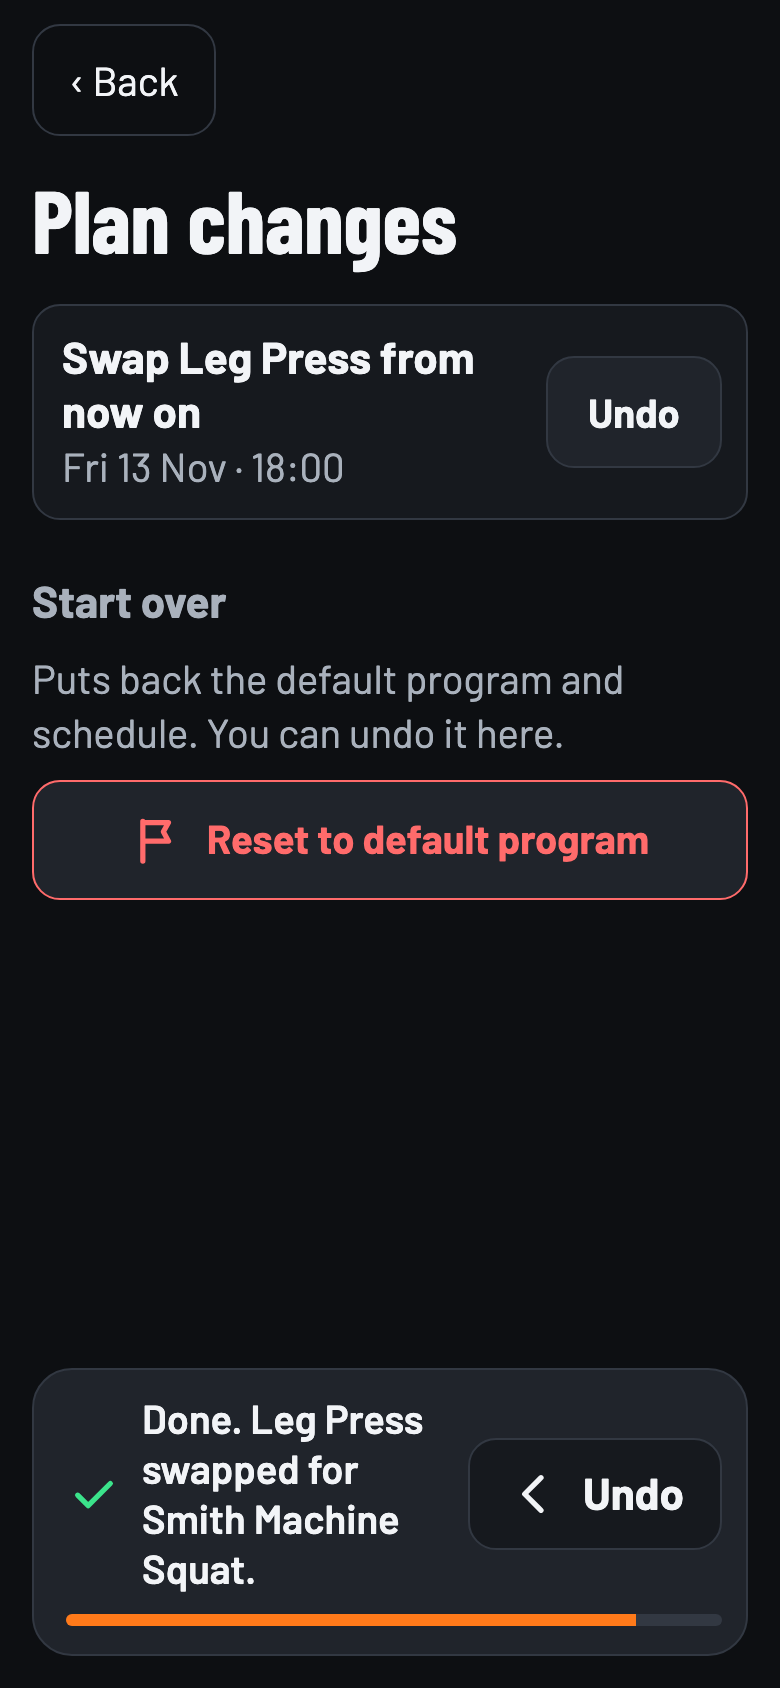 ‹ Back
Plan changes
Swap Leg Press from
now on
Fri 13 Nov · 18:00
Undo
Start over
Puts back the default program and
schedule. You can undo it here.
Reset to default program
Done. Leg Press
swapped for
Smith Machine
Squat.
Undo